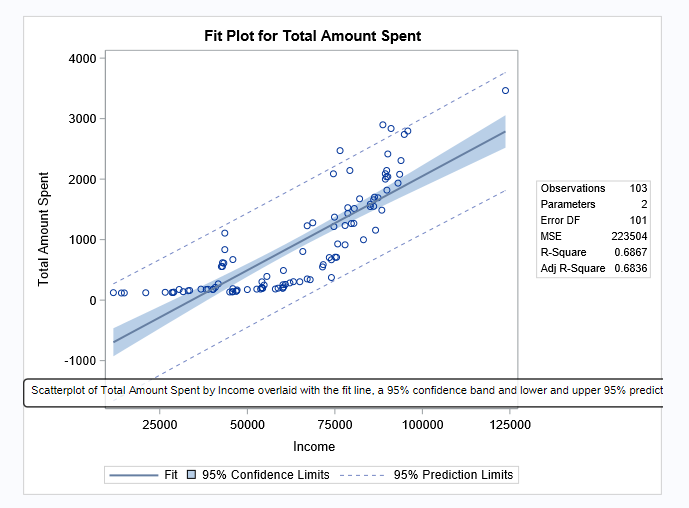 Fit Plot for Total Amount Spent
4000
3000
2000
1000
0
-1000
Total Amount Spent
Observations 103
Parameters 2
Error DF 101
MSE 223504
R-Square 0.6867
Adj R-Square 0.6836
Scatterplot of Total Amount Spent by Income overlaid with the fit line, a 95% confidence band and lower and upper 95% predict
25000 50000 75000 100000 125000
Income
Fit 95% Confidence Limits 95% Prediction Limits